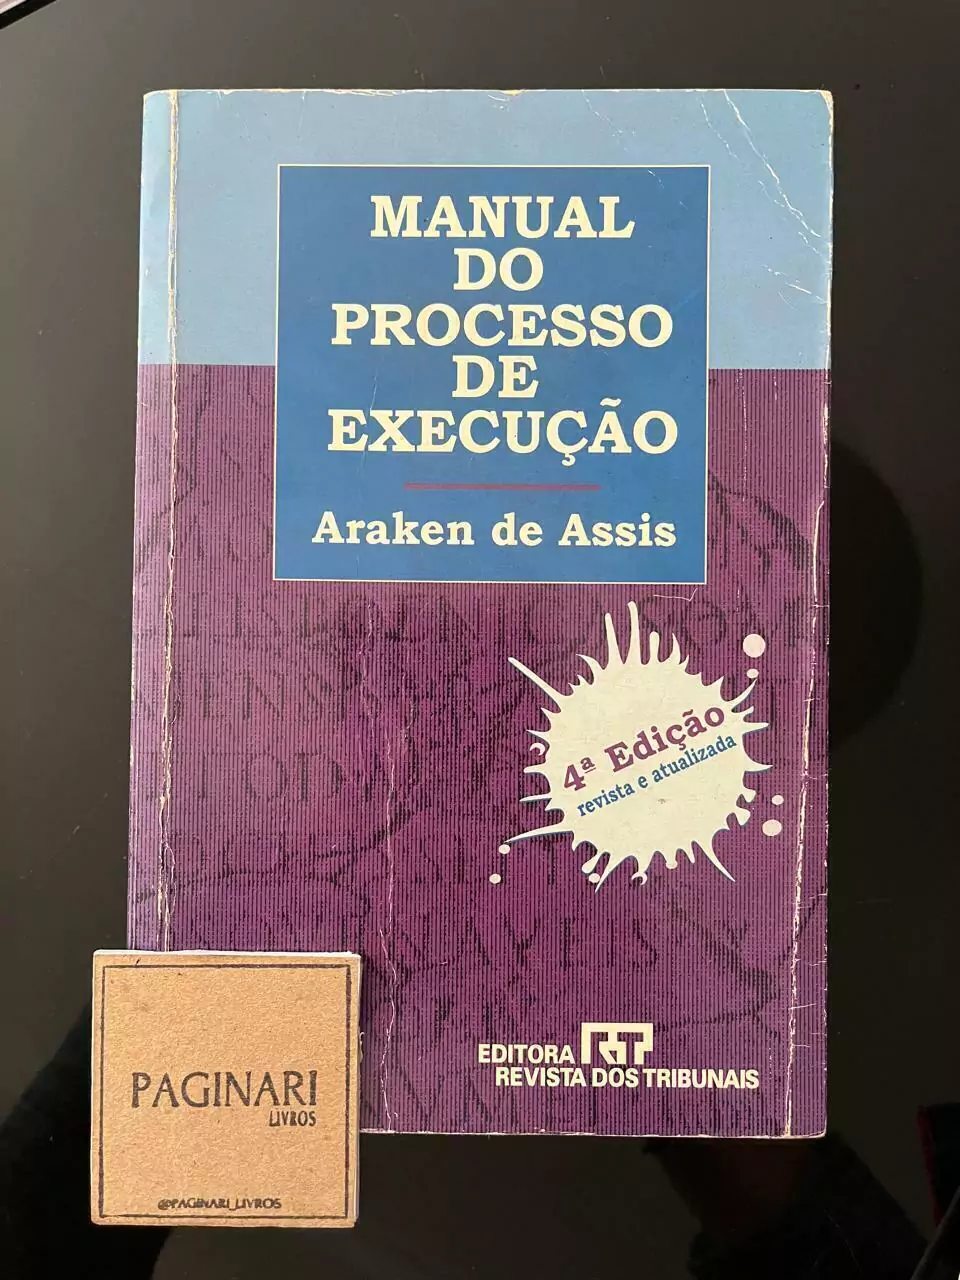 MANUAL
DO
PROCESSO
DE
EXECUÇÃO
Araken de Assis
4ª Edição
revista e atualizada
EDITORA RT
REVISTA DOS TRIBUNAIS
PAGINARI
LIVROS
@PAGINARI_LIVROS